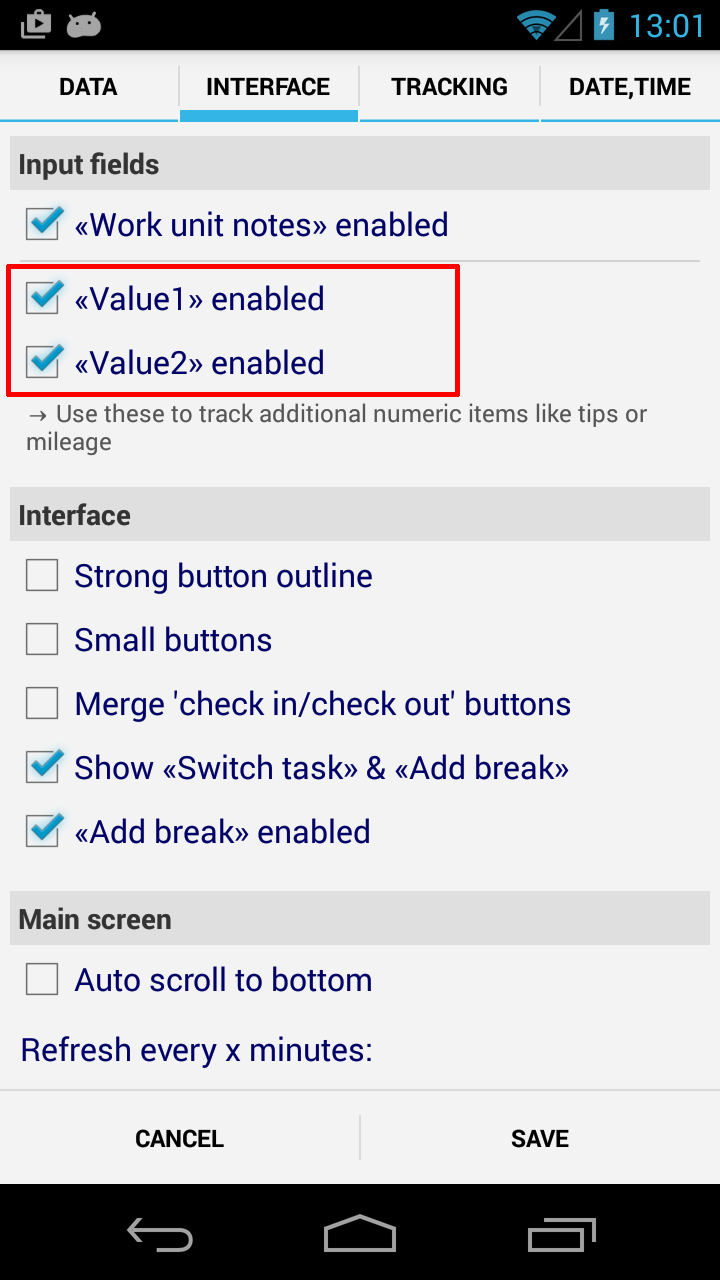 13:01
DATA
INTERFACE
TRACKING
DATE,TIME
Input fields
«Work unit notes» enabled
«Value1» enabled
«Value2» enabled
→ Use these to track additional numeric items like tips or
mileage
Interface
Strong button outline
Small buttons
Merge 'check in/check out' buttons
Show «Switch task» & «Add break»
«Add break» enabled
Main screen
Auto scroll to bottom
Refresh every x minutes:
CANCEL
SAVE